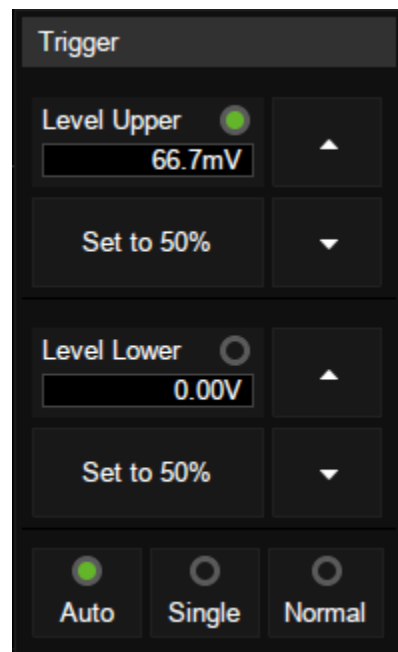 Trigger
Level Upper
66.7mV
Set to 50%
Level Lower
0.00V
Set to 50%
Auto Single Normal